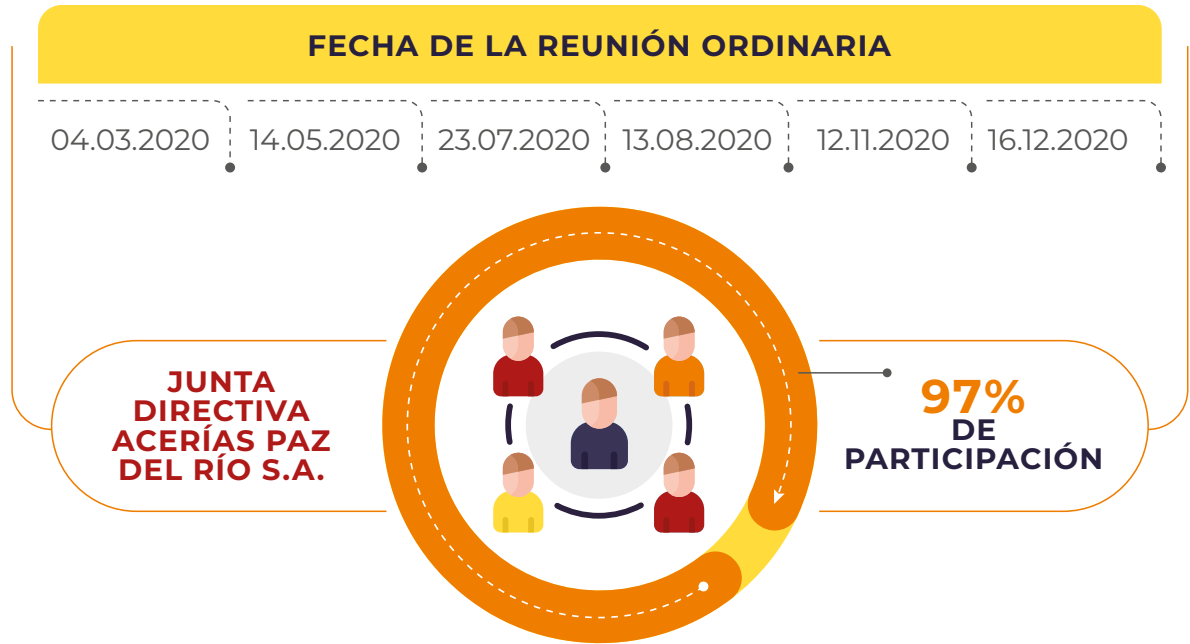 FECHA DE LA REUNIÓN ORDINARIA
04.03.2020 14.05.2020 23.07.2020 13.08.2020 12.11.2020 16.12.2020
JUNTA
DIRECTIVA
ACERÍAS PAZ
DEL RÍO S.A.
97%
DE
PARTICIPACIÓN